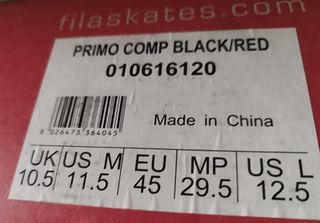 filaskates.com
PRIMO COMP BLACK/RED
010616120
8 026473 364045
Made in China
UK US M EU MP US L
10.5 11.5 45 29.5 12.5